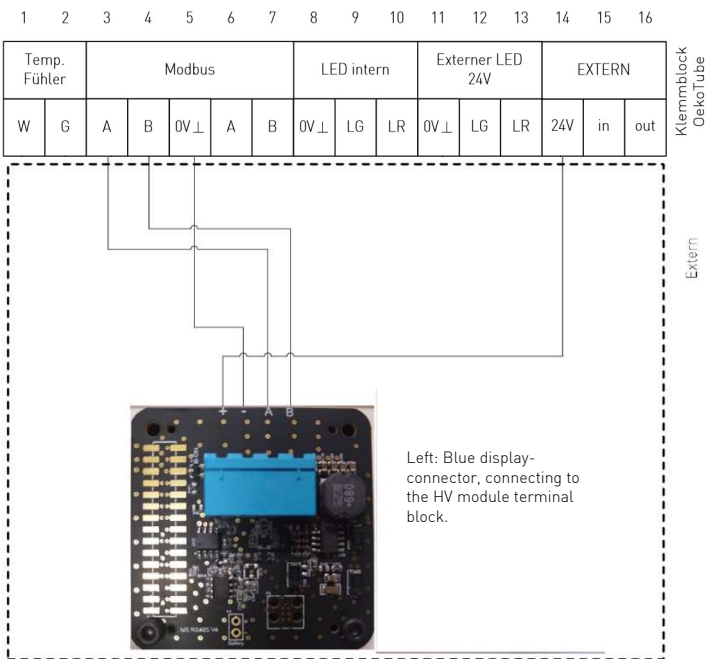 1 2 3 4 5 6 7 8 9 10 11 12 13 14 15 16
Temp. Fühler
Modbus
LED intern
Externer LED 24V
EXTERN
W G A B 0V⊥ A B 0V⊥ LG LR 0V⊥ LG LR 24V in out
Klemmblock
OekoTube
Extern
+ - A B
Left: Blue display-
connector, connecting to
the HV module terminal
block.
+680
M5 RS485 V4
Battery